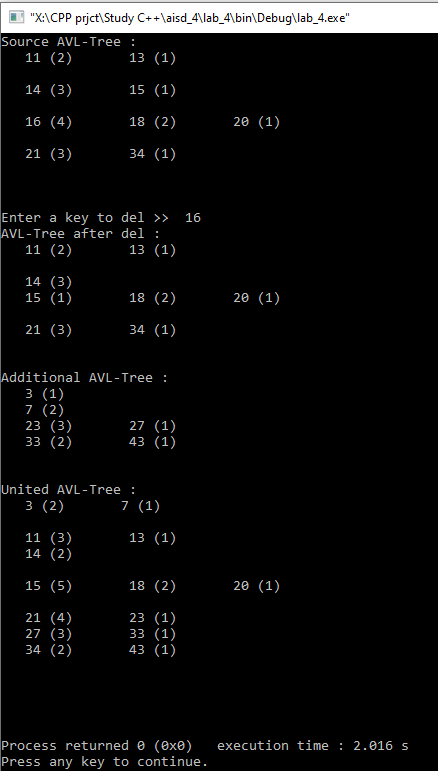 "X:\CPP prjct\Study C++\aisd_4\lab_4\bin\Debug\lab_4.exe"
Source AVL-Tree :
11 (2) 13 (1)
14 (3) 15 (1)
16 (4) 18 (2) 20 (1)
21 (3) 34 (1)
Enter a key to del >> 16
AVL-Tree after del :
11 (2) 13 (1)
14 (3)
15 (1) 18 (2) 20 (1)
21 (3) 34 (1)
Additional AVL-Tree :
3 (1)
7 (2)
23 (3) 27 (1)
33 (2) 43 (1)
United AVL-Tree :
3 (2) 7 (1)
11 (3) 13 (1)
14 (2)
15 (5) 18 (2) 20 (1)
21 (4) 23 (1)
27 (3) 33 (1)
34 (2) 43 (1)
Process returned 0 (0x0) execution time : 2.016 s
Press any key to continue.